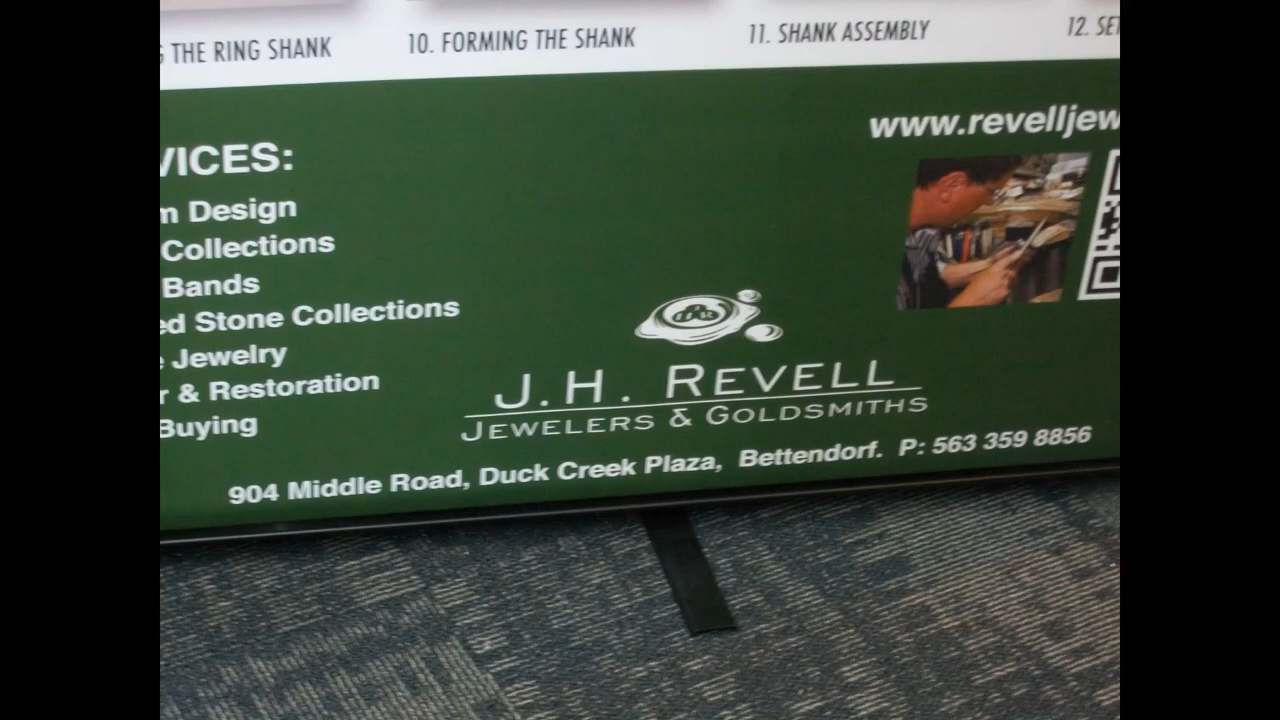 THE RING SHANK
10. FORMING THE SHANK
11. SHANK ASSEMBLY
12.
www.revelljew
VICES:
Design
Collections
Bands
ed Stone Collections
Jewelry
r & Restoration
Buying
J.H. REVELL
JEWELERS & GOLDSMITHS
904 Middle Road, Duck Creek Plaza, Bettendorf. P: 563 359 8856